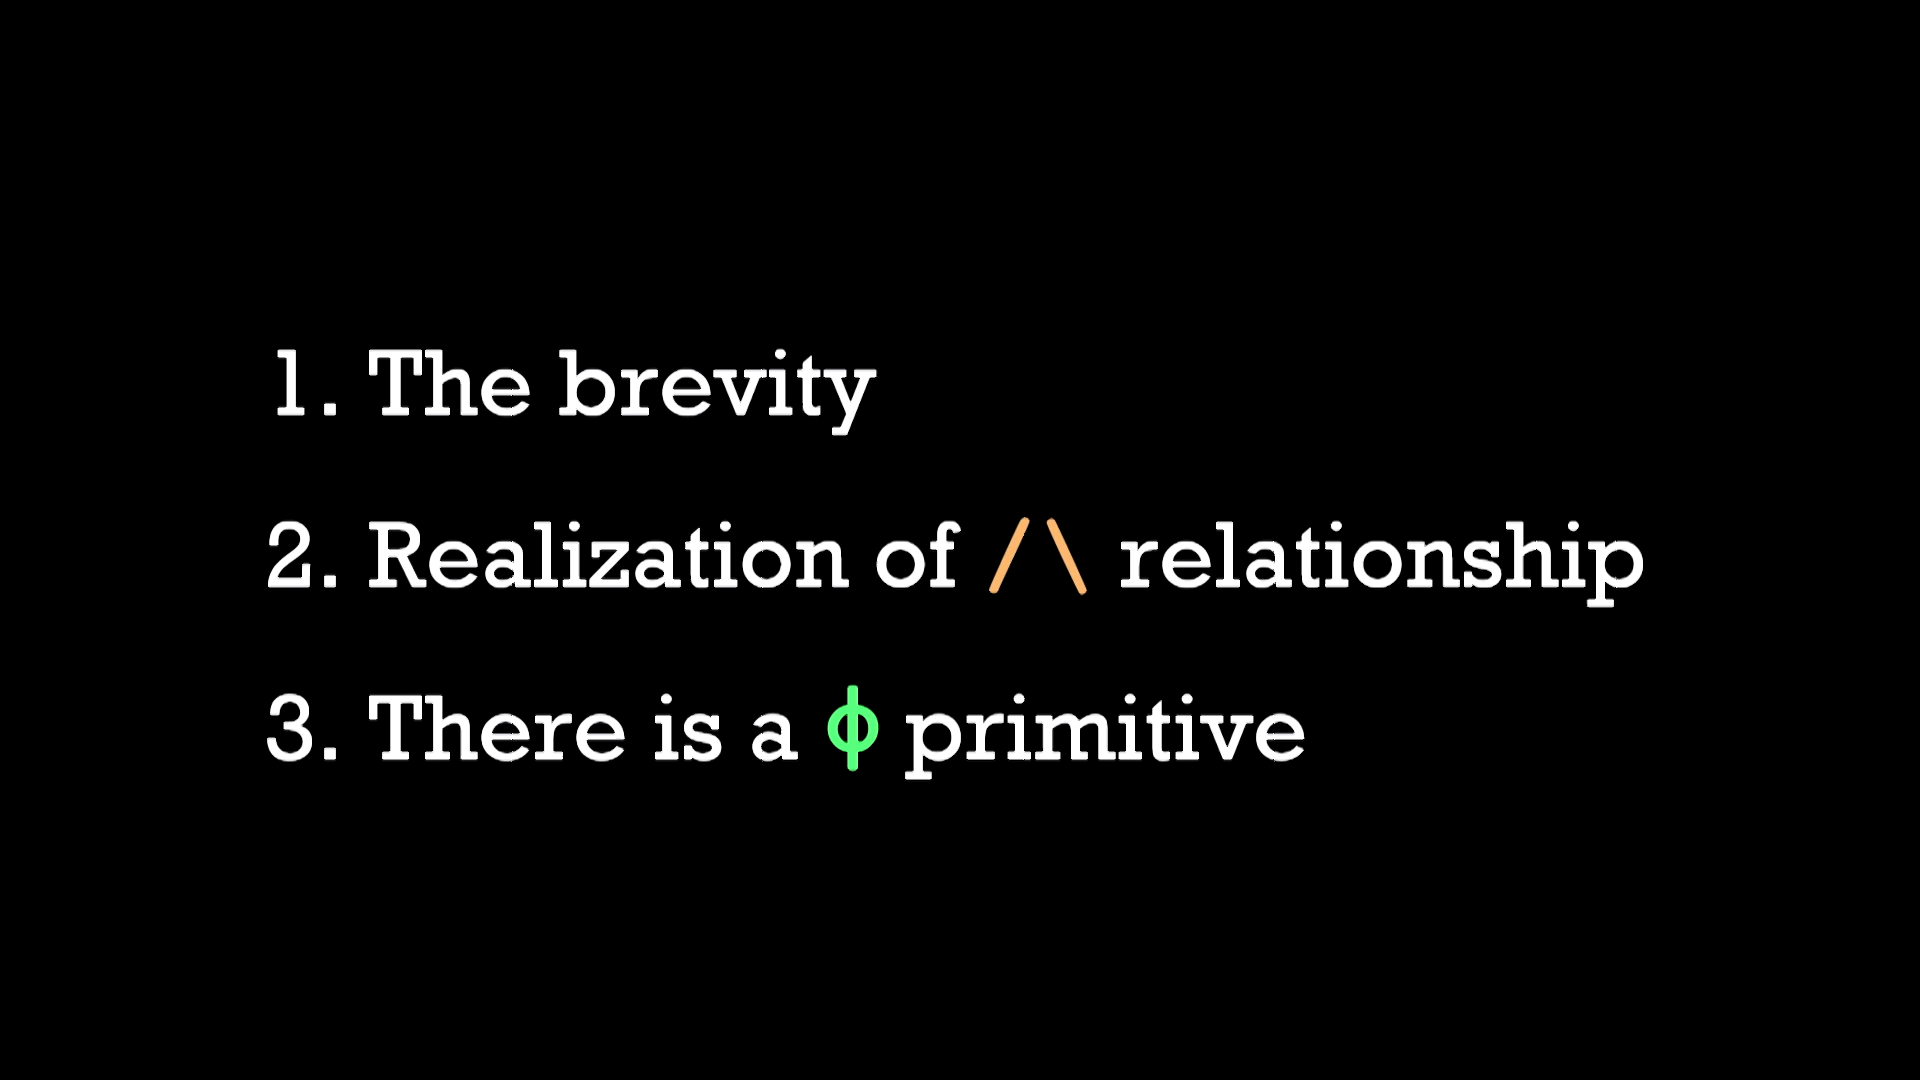 1. The brevity
2. Realization of / \ relationship
3. There is a ϕ primitive